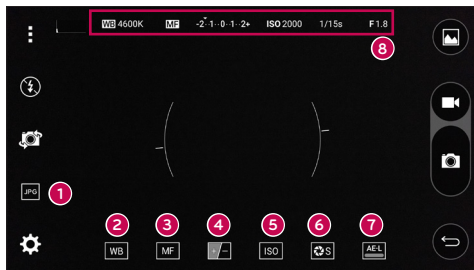 WB 4600K MF -2·1··0··1··2+ ISO 2000 1/15s F 1.8
8
JPG 1
2 3 4 5 6 7
WB MF +/- ISO S AE-L